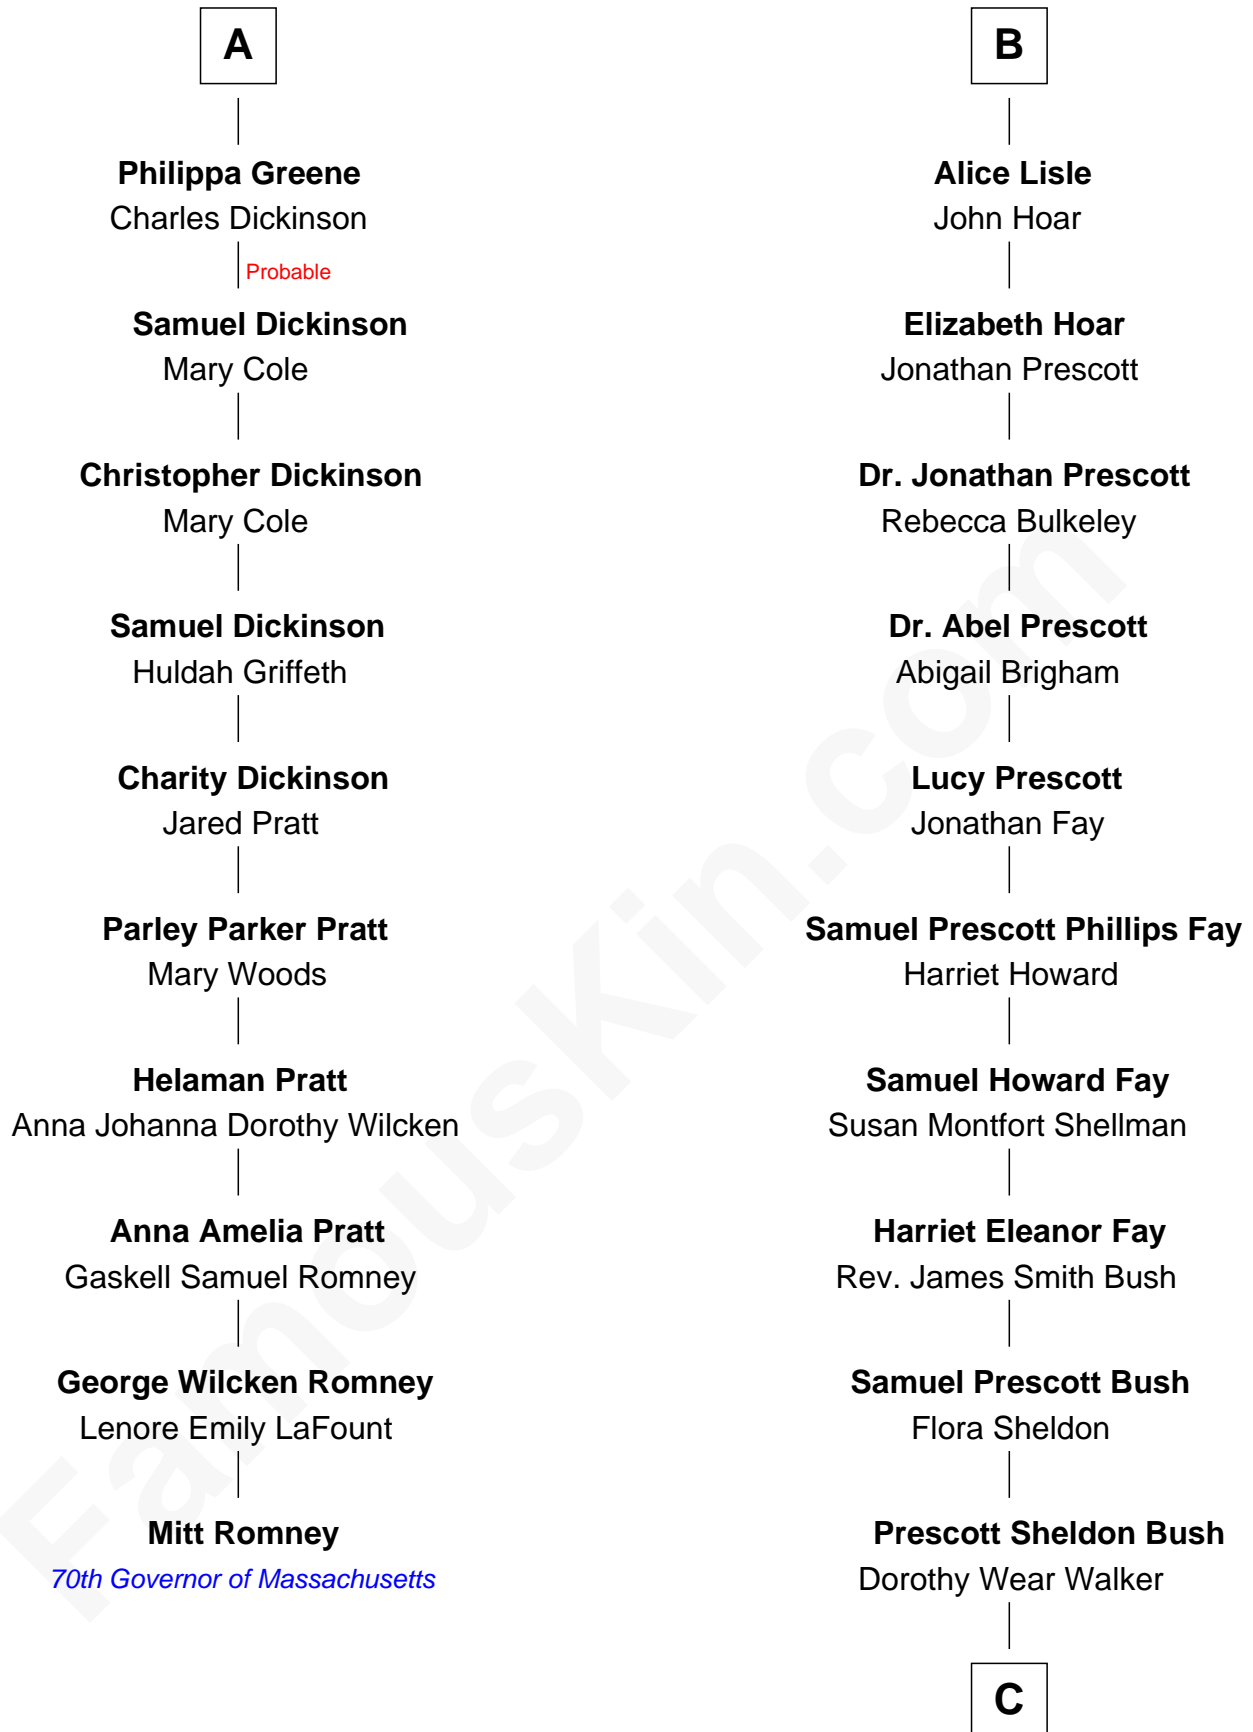 A
Philippa Greene
Charles Dickinson
Probable
Samuel Dickinson
Mary Cole
Christopher Dickinson
Mary Cole
Samuel Dickinson
Huldah Griffeth
Charity Dickinson
Jared Pratt
Parley Parker Pratt
Mary Woods
Helaman Pratt
Anna Johanna Dorothy Wilcken
Anna Amelia Pratt
Gaskell Samuel Romney
George Wilcken Romney
Lenore Emily LaFount
Mitt Romney
70th Governor of Massachusetts
B
Alice Lisle
John Hoar
Elizabeth Hoar
Jonathan Prescott
Dr. Jonathan Prescott
Rebecca Bulkeley
Dr. Abel Prescott
Abigail Brigham
Lucy Prescott
Jonathan Fay
Samuel Prescott Phillips Fay
Harriet Howard
Samuel Howard Fay
Susan Montfort Shellman
Harriet Eleanor Fay
Rev. James Smith Bush
Samuel Prescott Bush
Flora Sheldon
Prescott Sheldon Bush
Dorothy Wear Walker
C
FamousKin.com